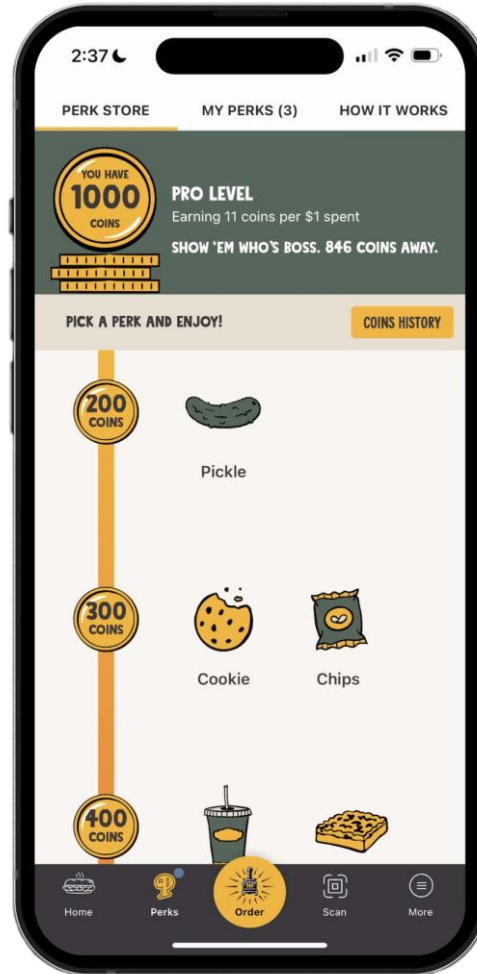 2:37
PERK STORE
MY PERKS (3)
HOW IT WORKS
YOU HAVE
1000
COINS
PRO LEVEL
Earning 11 coins per $1 spent
SHOW 'EM WHO'S BOSS. 846 COINS AWAY.
PICK A PERK AND ENJOY!
COINS HISTORY
200
COINS
Pickle
300
COINS
Cookie
Chips
400
COINS
Home
Perks
Order
Scan
More